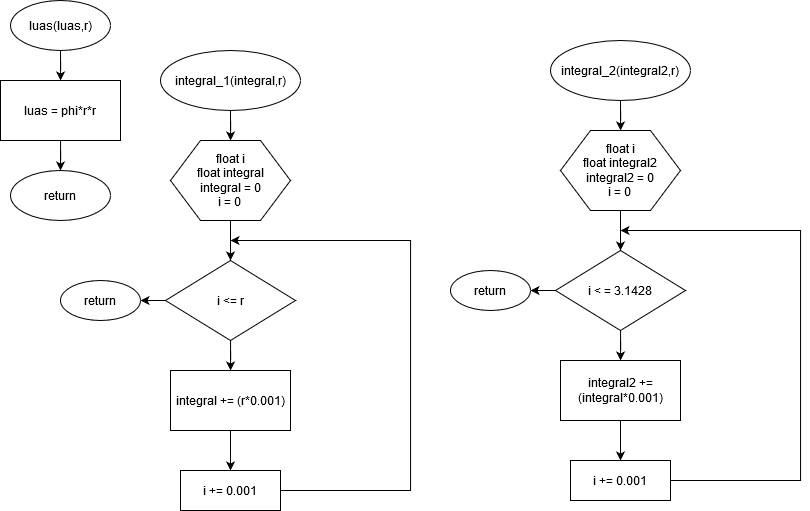 luas(luas,r)
luas = phi*r*r
return
integral_1(integral,r)
float i
float integral
integral = 0
i = 0
i <= r
return
integral += (r*0.001)
i += 0.001
integral_2(integral2,r)
float i
float integral2
integral2 = 0
i = 0
i < = 3.1428
return
integral2 +=
(integral*0.001)
i += 0.001